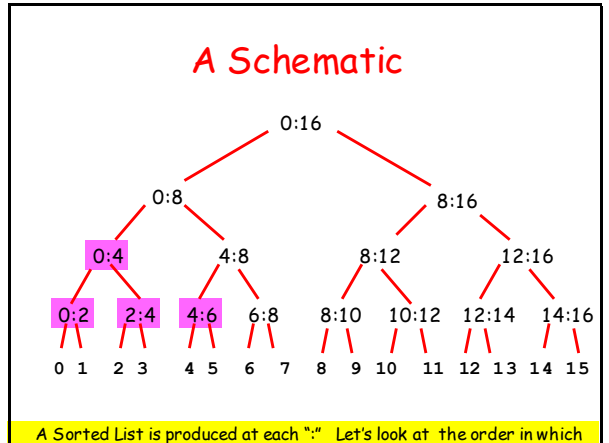 A Schematic
0:16
0:8 8:16
0:4 4:8 8:12 12:16
0:2 2:4 4:6 6:8 8:10 10:12 12:14 14:16
0 1 2 3 4 5 6 7 8 9 10 11 12 13 14 15
A Sorted List is produced at each ":" Let's look at the order in which